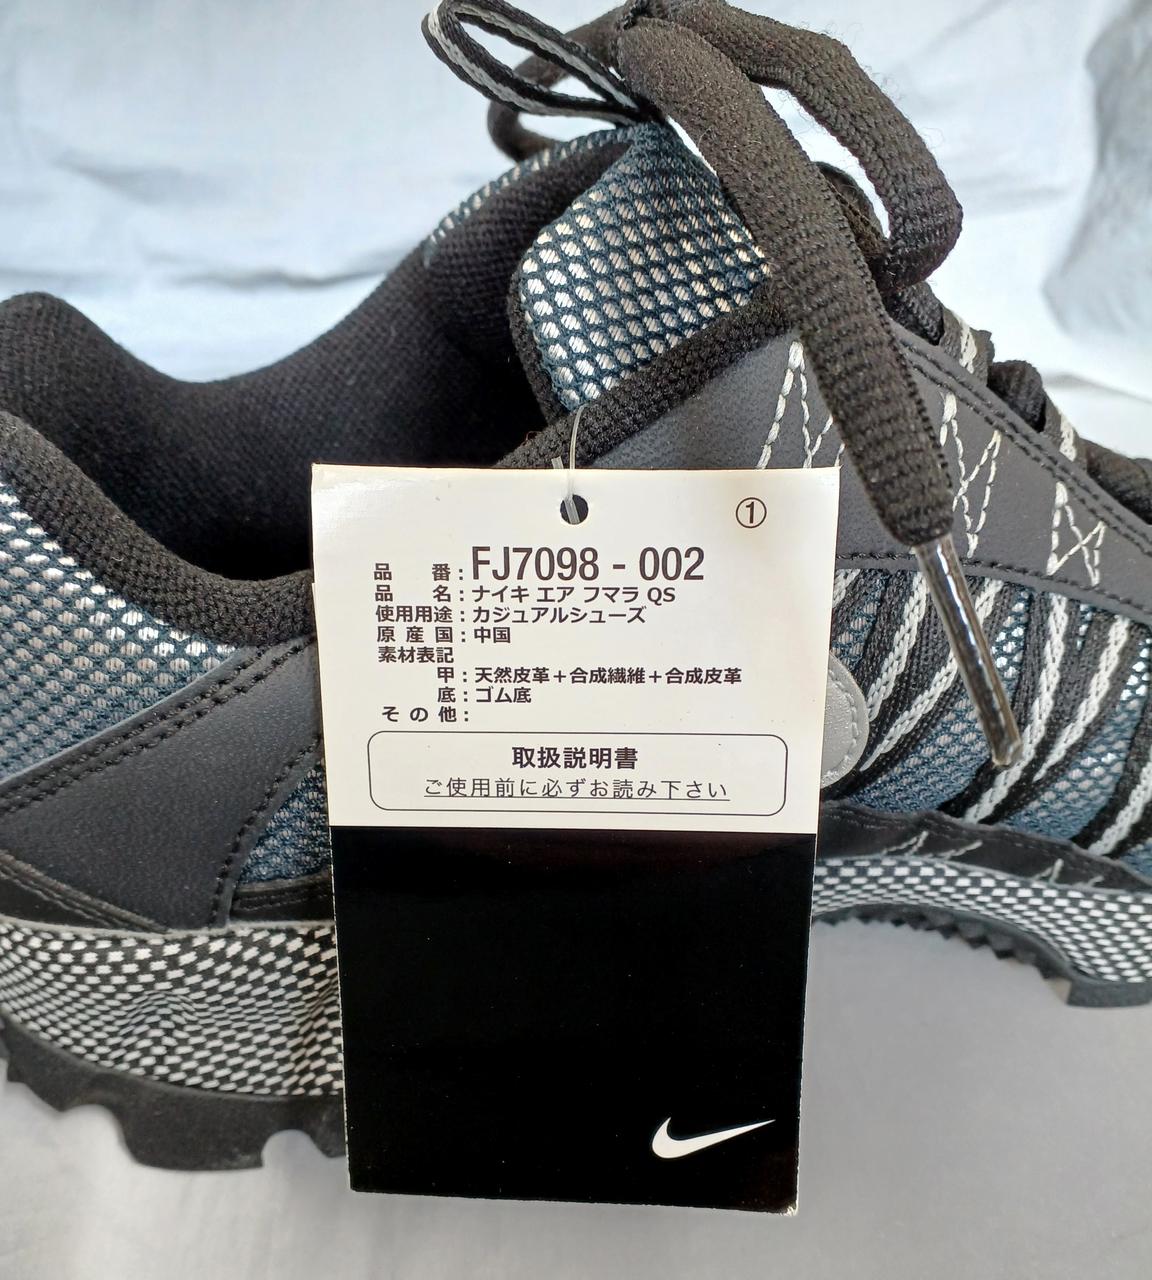 ①
品 番 : FJ7098 - 002
品 名 : ナイキ エア フマラ QS
使用用途 : カジュアルシューズ
原 産 国 : 中国
素材表記
甲 : 天然皮革＋合成繊維＋合成皮革
底 : ゴム底
そ の 他 :
取扱説明書
ご使用前に必ずお読み下さい